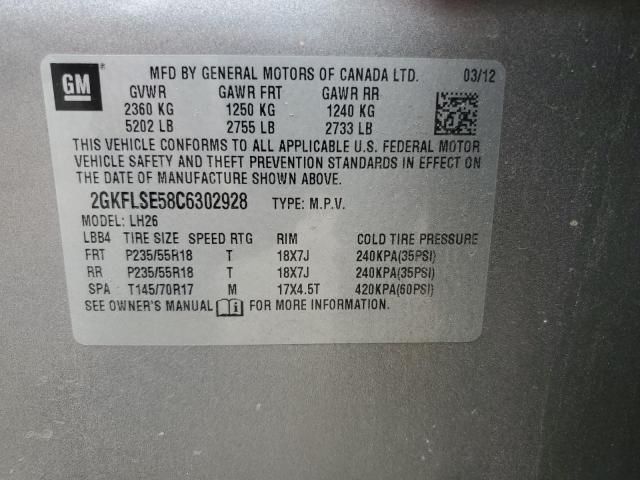 GM
MFD BY GENERAL MOTORS OF CANADA LTD. 03/12
GVWR GAWR FRT GAWR RR
2360 KG 1250 KG 1240 KG
5202 LB 2755 LB 2733 LB
THIS VEHICLE CONFORMS TO ALL APPLICABLE U.S. FEDERAL MOTOR
VEHICLE SAFETY AND THEFT PREVENTION STANDARDS IN EFFECT ON
THE DATE OF MANUFACTURE SHOWN ABOVE.
2GKFLSE58C6302928 TYPE: M.P.V.
MODEL: LH26
LBB4 TIRE SIZE SPEED RTG RIM COLD TIRE PRESSURE
FRT P235/55R18 T 18X7J 240KPA(35PSI)
RR P235/55R18 T 18X7J 240KPA(35PSI)
SPA T145/70R17 M 17X4.5T 420KPA(60PSI)
SEE OWNER'S MANUAL FOR MORE INFORMATION.